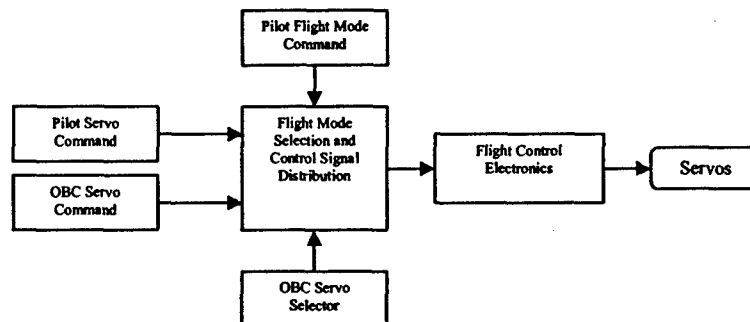 Pilot Flight Mode
Command
Pilot Servo
Command
Flight Mode
Selection and
Control Signal
Distribution
Flight Control
Electronics
Servos
OBC Servo
Command
OBC Servo
Selector